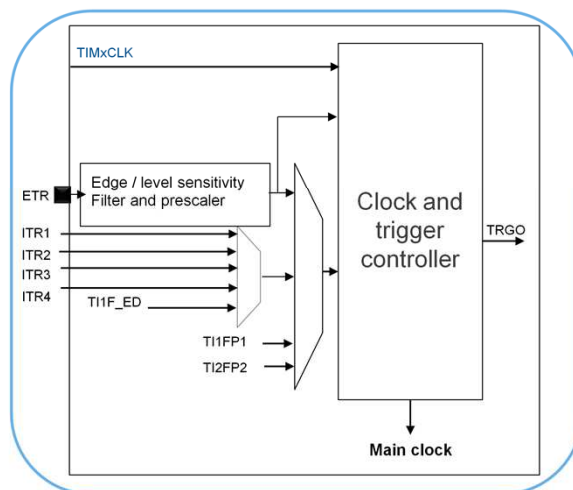 TIMxCLK
ETR
Edge / level sensitivity
Filter and prescaler
ITR1
ITR2
ITR3
ITR4
TI1F_ED
TI1FP1
TI2FP2
Clock and
trigger
controller
TRGO
Main clock